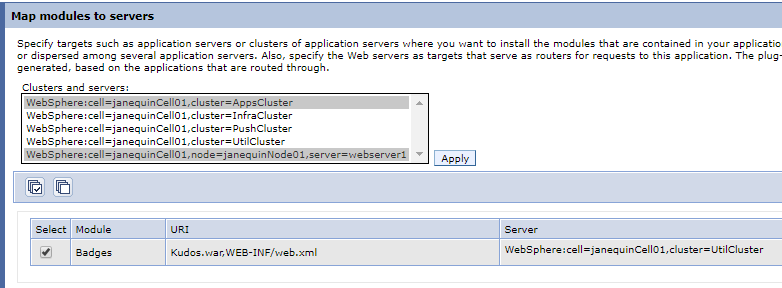 Map modules to servers
Specify targets such as application servers or clusters of application servers where you want to install the modules that are contained in your applicatio
or dispersed among several application servers. Also, specify the Web servers as targets that serve as routers for requests to this application. The plug-
generated, based on the applications that are routed through.
Clusters and servers:
WebSphere:cell=janequinCell01,cluster=AppsCluster
WebSphere:cell=janequinCell01,cluster=InfraCluster
WebSphere:cell=janequinCell01,cluster=PushCluster
WebSphere:cell=janequinCell01,cluster=UtilCluster
WebSphere:cell=janequinCell01,node=janequinNode01,server=webserver1
Apply
Select Module URI Server
Badges Kudos.war,WEB-INF/web.xml WebSphere:cell=janequinCell01,cluster=UtilCluster